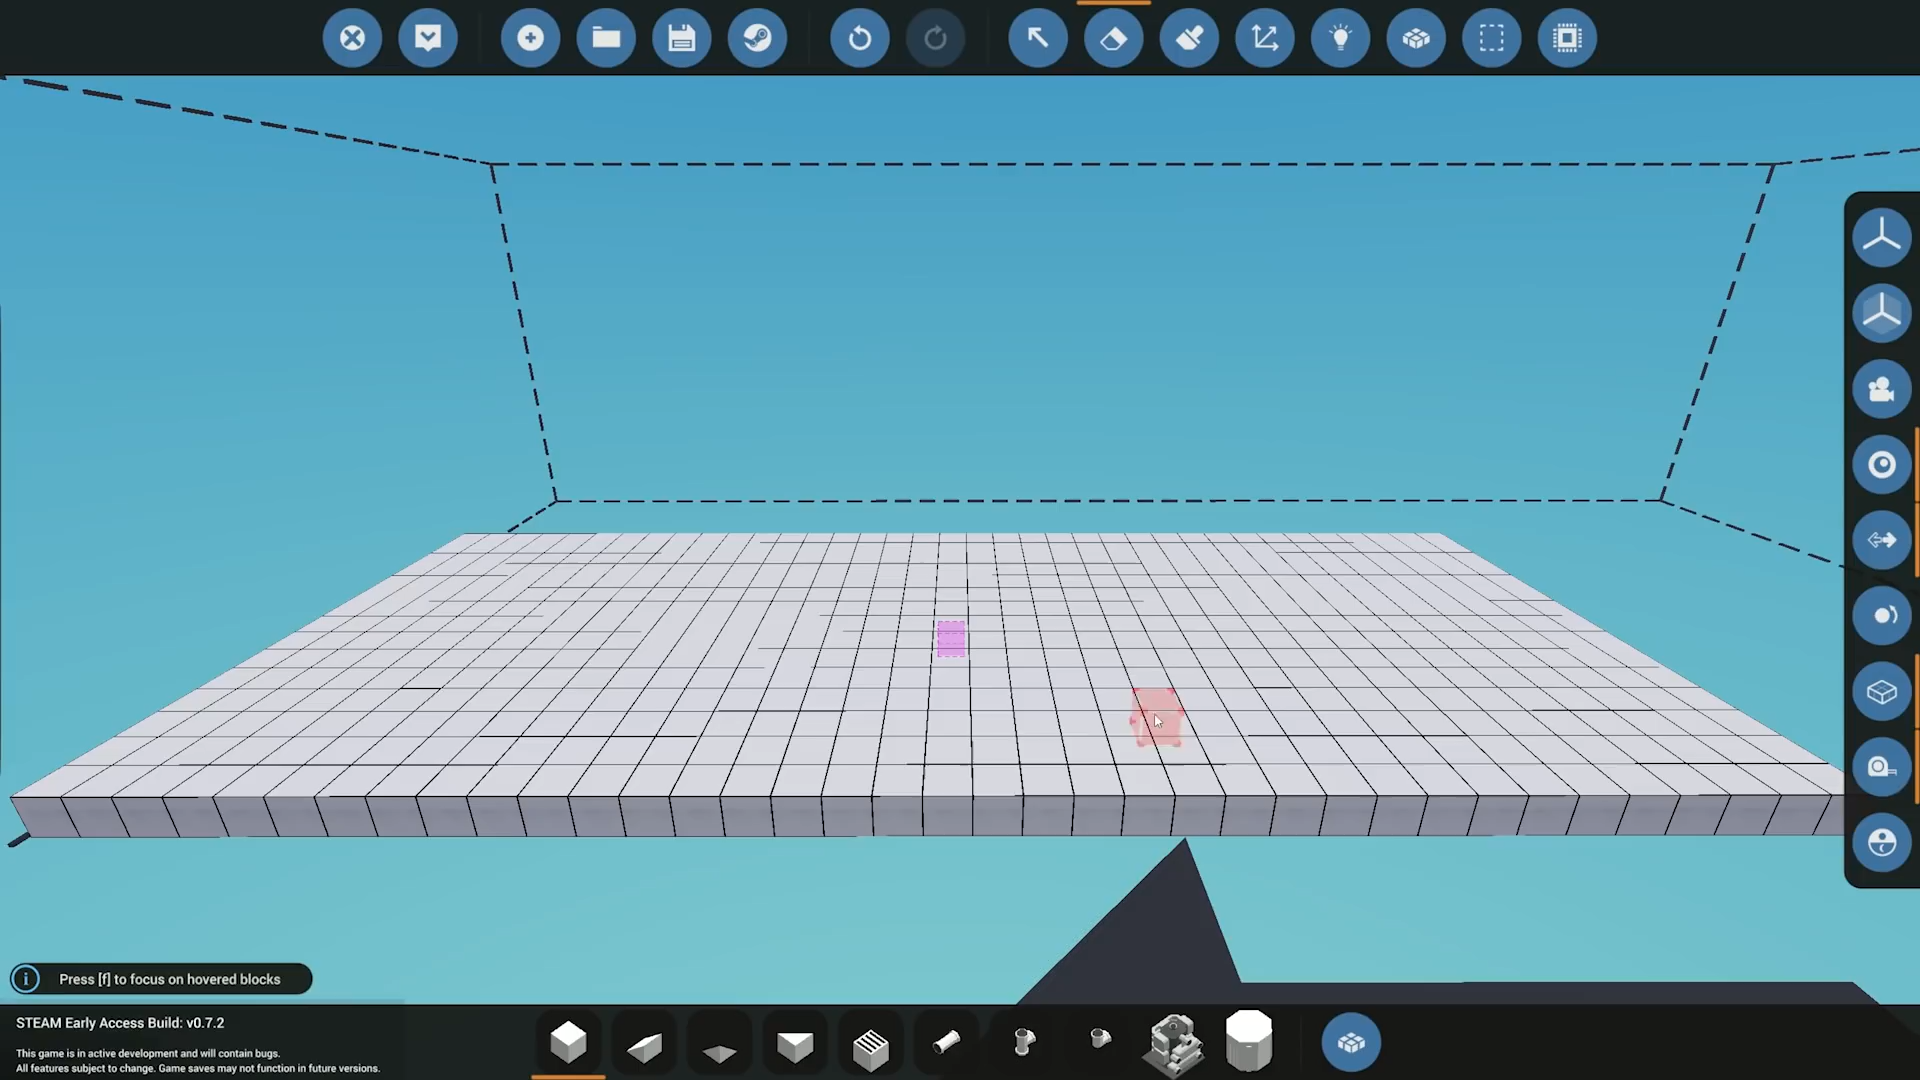 Press [f] to focus on hovered blocks
STEAM Early Access Build: v0.7.2
This game is in active development and will contain bugs.
All features subject to change. Game saves may not function in future versions.